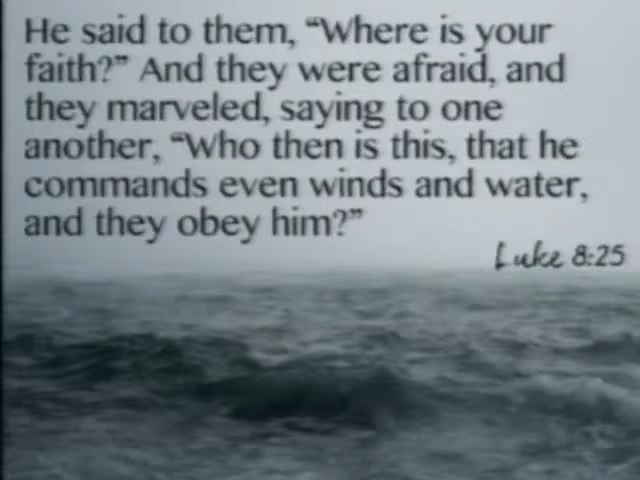 He said to them, “Where is your
faith?” And they were afraid, and
they marveled, saying to one
another, “Who then is this, that he
commands even winds and water,
and they obey him?”
Luke 8:25